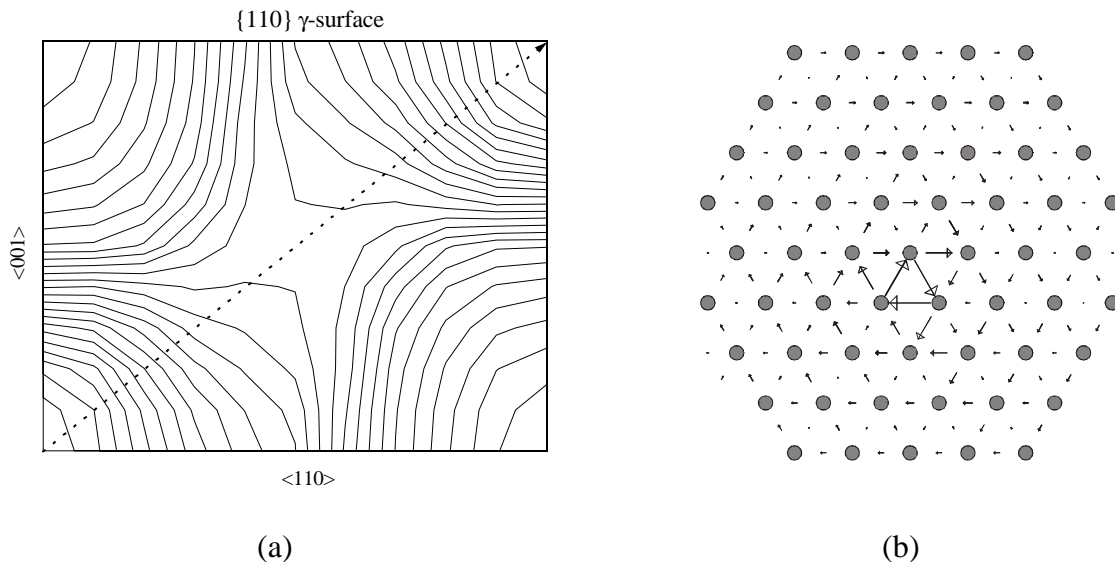 {110} γ-surface
<001>
<110>
(a)
(b)